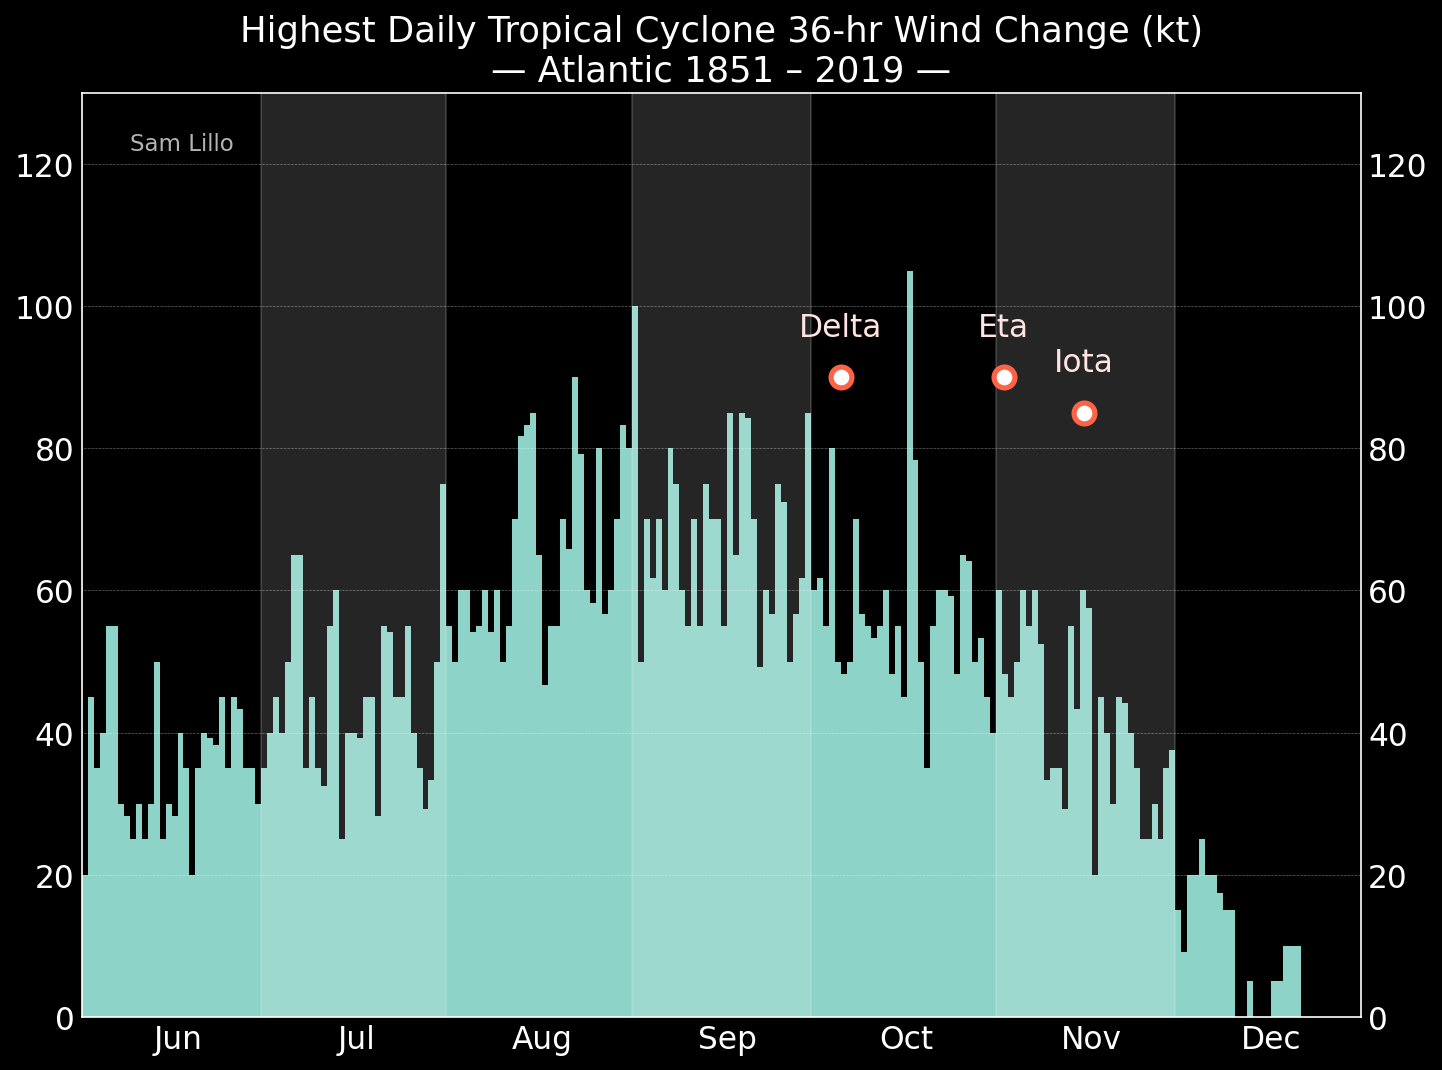 Highest Daily Tropical Cyclone 36-hr Wind Change (kt)
— Atlantic 1851 – 2019 —
Sam Lillo
120 120
100 100
Delta Eta
Iota
80 80
60 60
40 40
20 20
0 0
Jun Jul Aug Sep Oct Nov Dec